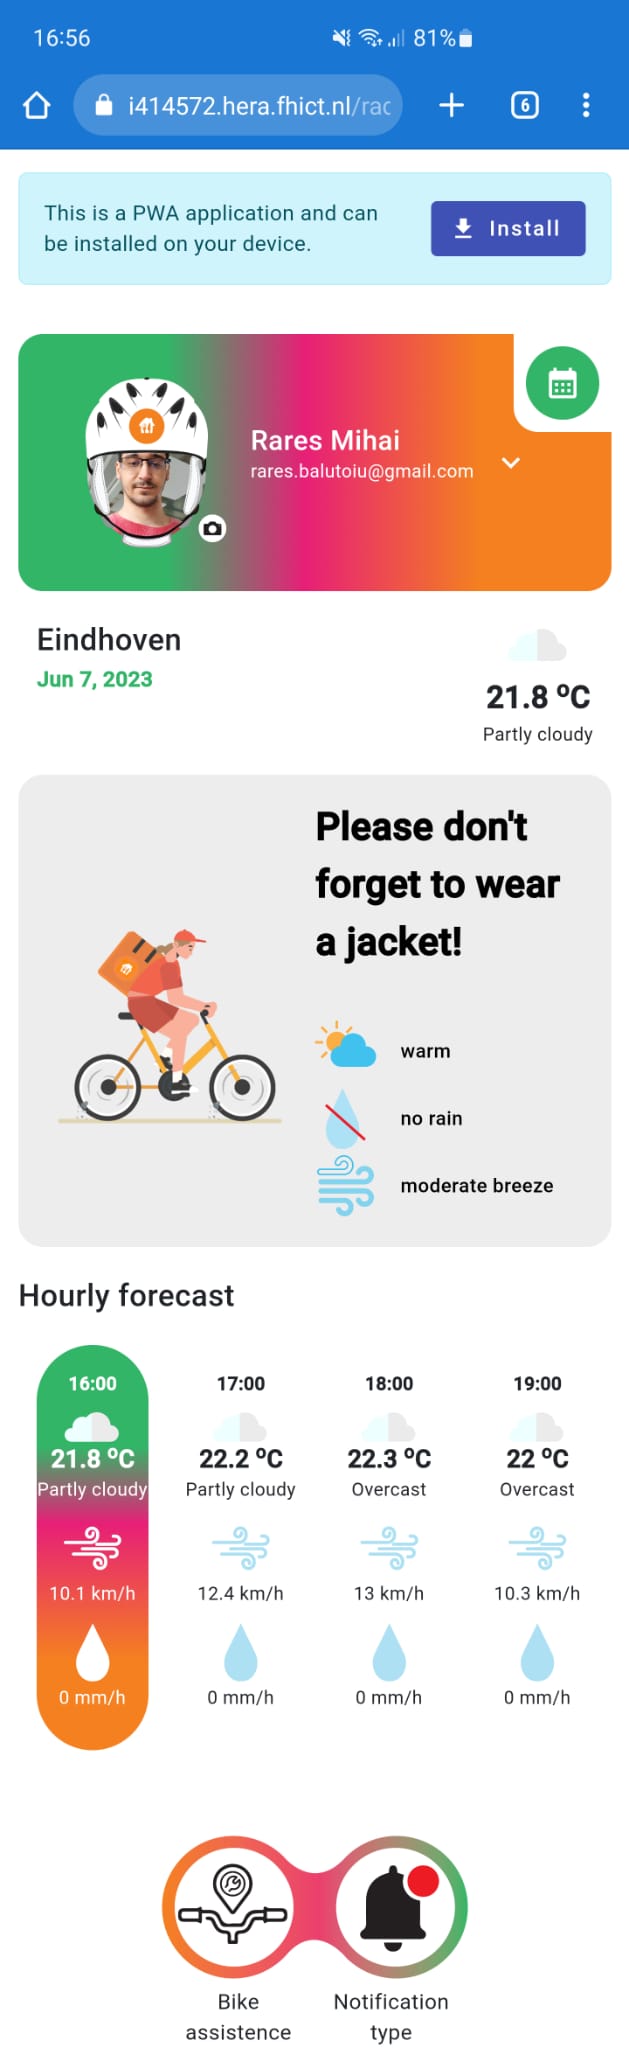 16:56
81%
i414572.hera.fhict.nl/rac
6
This is a PWA application and can
be installed on your device.
Install
Rares Mihai
rares.balutoiu@gmail.com
Eindhoven
Jun 7, 2023
21.8 ºC
Partly cloudy
Please don't
forget to wear
a jacket!
warm
no rain
moderate breeze
Hourly forecast
16:00 17:00 18:00 19:00
21.8 ºC 22.2 ºC 22.3 ºC 22 ºC
Partly cloudy Partly cloudy Overcast Overcast
10.1 km/h 12.4 km/h 13 km/h 10.3 km/h
0 mm/h 0 mm/h 0 mm/h 0 mm/h
Bike
assistence
Notification
type